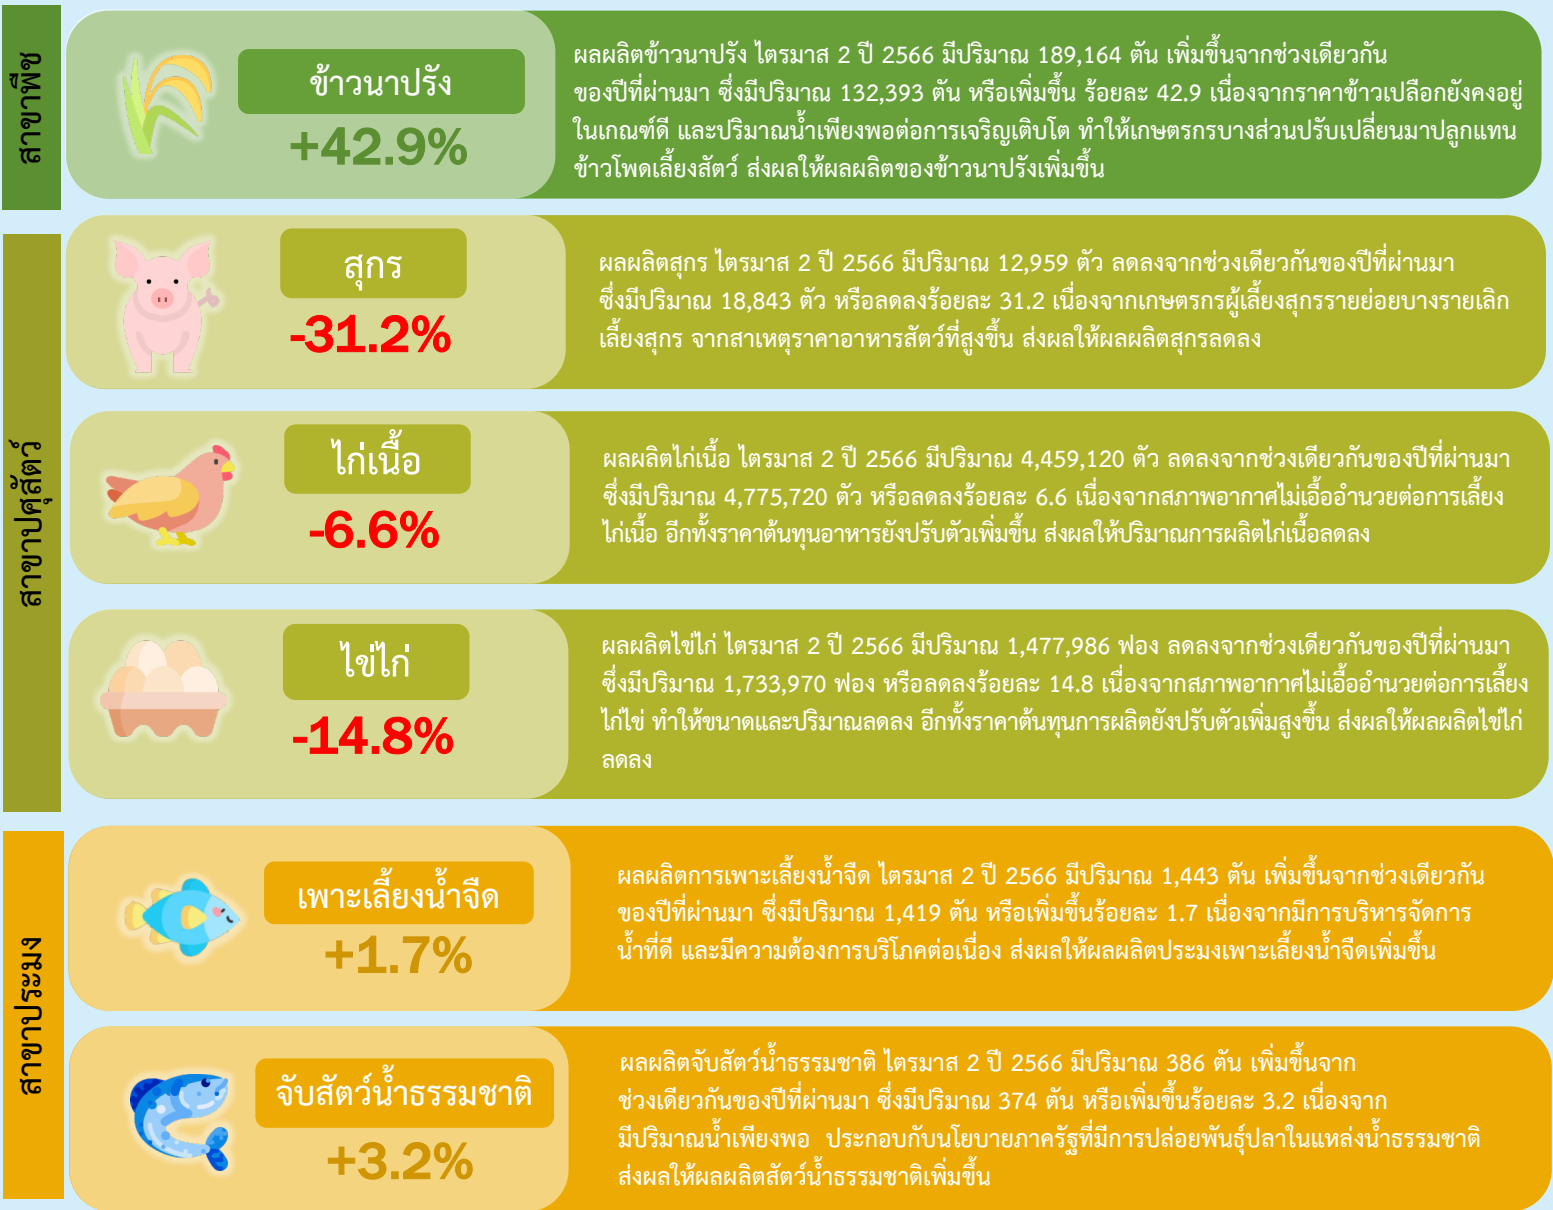 สาขาพืช
ข้าวนาปรัง
+42.9%
ผลผลิตข้าวนาปรัง ไตรมาส 2 ปี 2566 มีปริมาณ 189,164 ตัน เพิ่มขึ้นจากช่วงเดียวกัน
ของปีที่ผ่านมา ซึ่งมีปริมาณ 132,393 ตัน หรือเพิ่มขึ้น ร้อยละ 42.9 เนื่องจากราคาข้าวเปลือกยังคงอยู่
ในเกณฑ์ดี และปริมาณน้ำเพียงพอต่อการเจริญเติบโต ทำให้เกษตรกรบางส่วนปรับเปลี่ยนมาปลูกแทน
ข้าวโพดเลี้ยงสัตว์ ส่งผลให้ผลผลิตของข้าวนาปรังเพิ่มขึ้น
สาขาปศุสัตว์
สุกร
-31.2%
ผลผลิตสุกร ไตรมาส 2 ปี 2566 มีปริมาณ 12,959 ตัว ลดลงจากช่วงเดียวกันของปีที่ผ่านมา
ซึ่งมีปริมาณ 18,843 ตัว หรือลดลงร้อยละ 31.2 เนื่องจากเกษตรกรผู้เลี้ยงสุกรรายย่อยบางรายเลิก
เลี้ยงสุกร จากสาเหตุราคาอาหารสัตว์ที่สูงขึ้น ส่งผลให้ผลผลิตสุกรลดลง
ไก่เนื้อ
-6.6%
ผลผลิตไก่เนื้อ ไตรมาส 2 ปี 2566 มีปริมาณ 4,459,120 ตัว ลดลงจากช่วงเดียวกันของปีที่ผ่านมา
ซึ่งมีปริมาณ 4,775,720 ตัว หรือลดลงร้อยละ 6.6 เนื่องจากสภาพอากาศไม่เอื้ออำนวยต่อการเลี้ยง
ไก่เนื้อ อีกทั้งราคาต้นทุนอาหารยังปรับตัวเพิ่มขึ้น ส่งผลให้ปริมาณการผลิตไก่เนื้อลดลง
ไข่ไก่
-14.8%
ผลผลิตไข่ไก่ ไตรมาส 2 ปี 2566 มีปริมาณ 1,477,986 ฟอง ลดลงจากช่วงเดียวกันของปีที่ผ่านมา
ซึ่งมีปริมาณ 1,733,970 ฟอง หรือลดลงร้อยละ 14.8 เนื่องจากสภาพอากาศไม่เอื้ออำนวยต่อการเลี้ยง
ไก่ไข่ ทำให้ขนาดและปริมาณลดลง อีกทั้งราคาต้นทุนการผลิตยังปรับตัวเพิ่มสูงขึ้น ส่งผลให้ผลผลิตไข่ไก่
ลดลง
สาขาประมง
เพาะเลี้ยงน้ำจืด
+1.7%
ผลผลิตการเพาะเลี้ยงน้ำจืด ไตรมาส 2 ปี 2566 มีปริมาณ 1,443 ตัน เพิ่มขึ้นจากช่วงเดียวกัน
ของปีที่ผ่านมา ซึ่งมีปริมาณ 1,419 ตัน หรือเพิ่มขึ้นร้อยละ 1.7 เนื่องจากมีการบริหารจัดการ
น้ำที่ดี และมีความต้องการบริโภคต่อเนื่อง ส่งผลให้ผลผลิตประมงเพาะเลี้ยงน้ำจืดเพิ่มขึ้น
จับสัตว์น้ำธรรมชาติ
+3.2%
ผลผลิตจับสัตว์น้ำธรรมชาติ ไตรมาส 2 ปี 2566 มีปริมาณ 386 ตัน เพิ่มขึ้นจาก
ช่วงเดียวกันของปีที่ผ่านมา ซึ่งมีปริมาณ 374 ตัน หรือเพิ่มขึ้นร้อยละ 3.2 เนื่องจาก
มีปริมาณน้ำเพียงพอ ประกอบกับนโยบายภาครัฐที่มีการปล่อยพันธุ์ปลาในแหล่งน้ำธรรมชาติ
ส่งผลให้ผลผลิตสัตว์น้ำธรรมชาติเพิ่มขึ้น